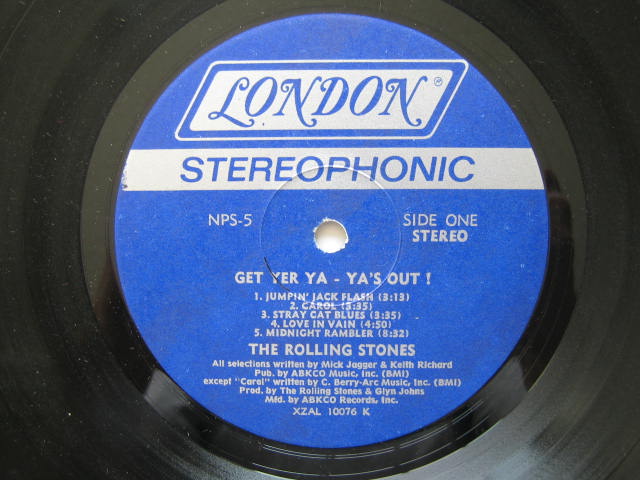 LONDON®
STEREOPHONIC
NPS-5 SIDE ONE
STEREO
GET YER YA - YA'S OUT !
1. JUMPIN' JACK FLASH (3:13)
2. CAROL (3:35)
3. STRAY CAT BLUES (3:35)
4. LOVE IN VAIN (4:50)
5. MIDNIGHT RAMBLER (8:32)
THE ROLLING STONES
All selections written by Mick Jagger & Keith Richard
Pub. by ABKCO Music, Inc. (BMI)
except "Carol" written by C. Berry-Arc Music, Inc. (BMI)
Prod. by The Rolling Stones & Glyn Johns
Mfd. by ABKCO Records, Inc.
XZAL 10076 K